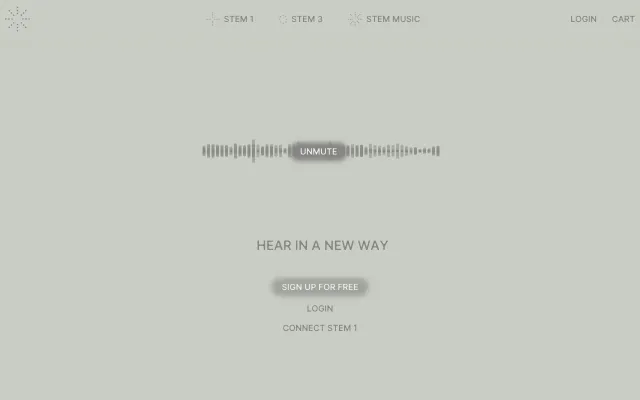 STEM 1 STEM 3 STEM MUSIC LOGIN CART
UNMUTE
HEAR IN A NEW WAY
SIGN UP FOR FREE
LOGIN
CONNECT STEM 1